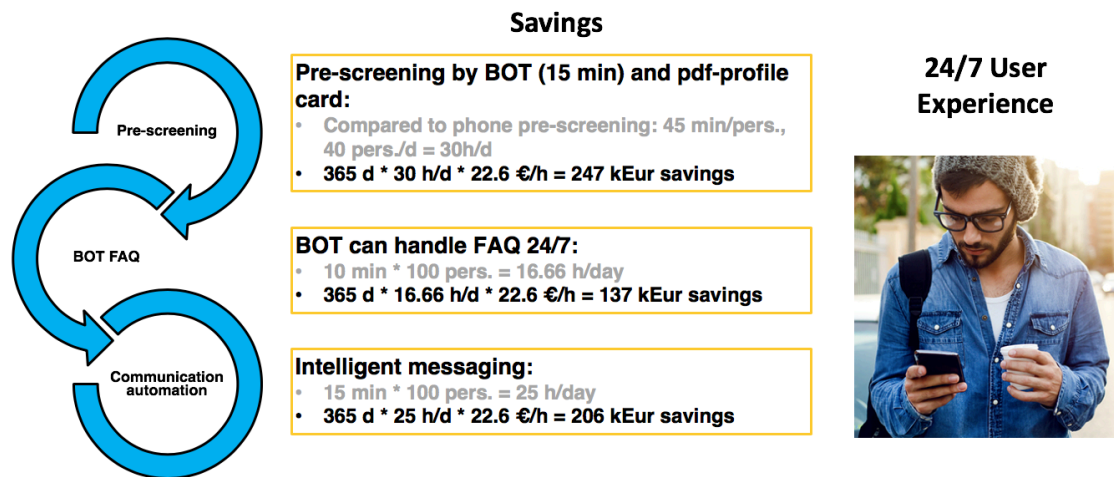 Savings
Pre-screening
BOT FAQ
Communication
automation
Pre-screening by BOT (15 min) and pdf-profile
card:
• Compared to phone pre-screening: 45 min/pers.,
40 pers./d = 30h/d
• 365 d * 30 h/d * 22.6 €/h = 247 kEur savings
BOT can handle FAQ 24/7:
• 10 min * 100 pers. = 16.66 h/day
• 365 d * 16.66 h/d * 22.6 €/h = 137 kEur savings
Intelligent messaging:
• 15 min * 100 pers. = 25 h/day
• 365 d * 25 h/d * 22.6 €/h = 206 kEur savings
24/7 User
Experience